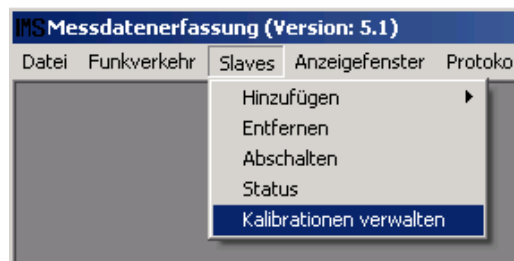 IMS Messdatenerfassung (Version: 5.1)
Datei Funkverkehr Slaves Anzeigefenster Protoko
Hinzufügen
Entfernen
Abschalten
Status
Kalibrationen verwalten